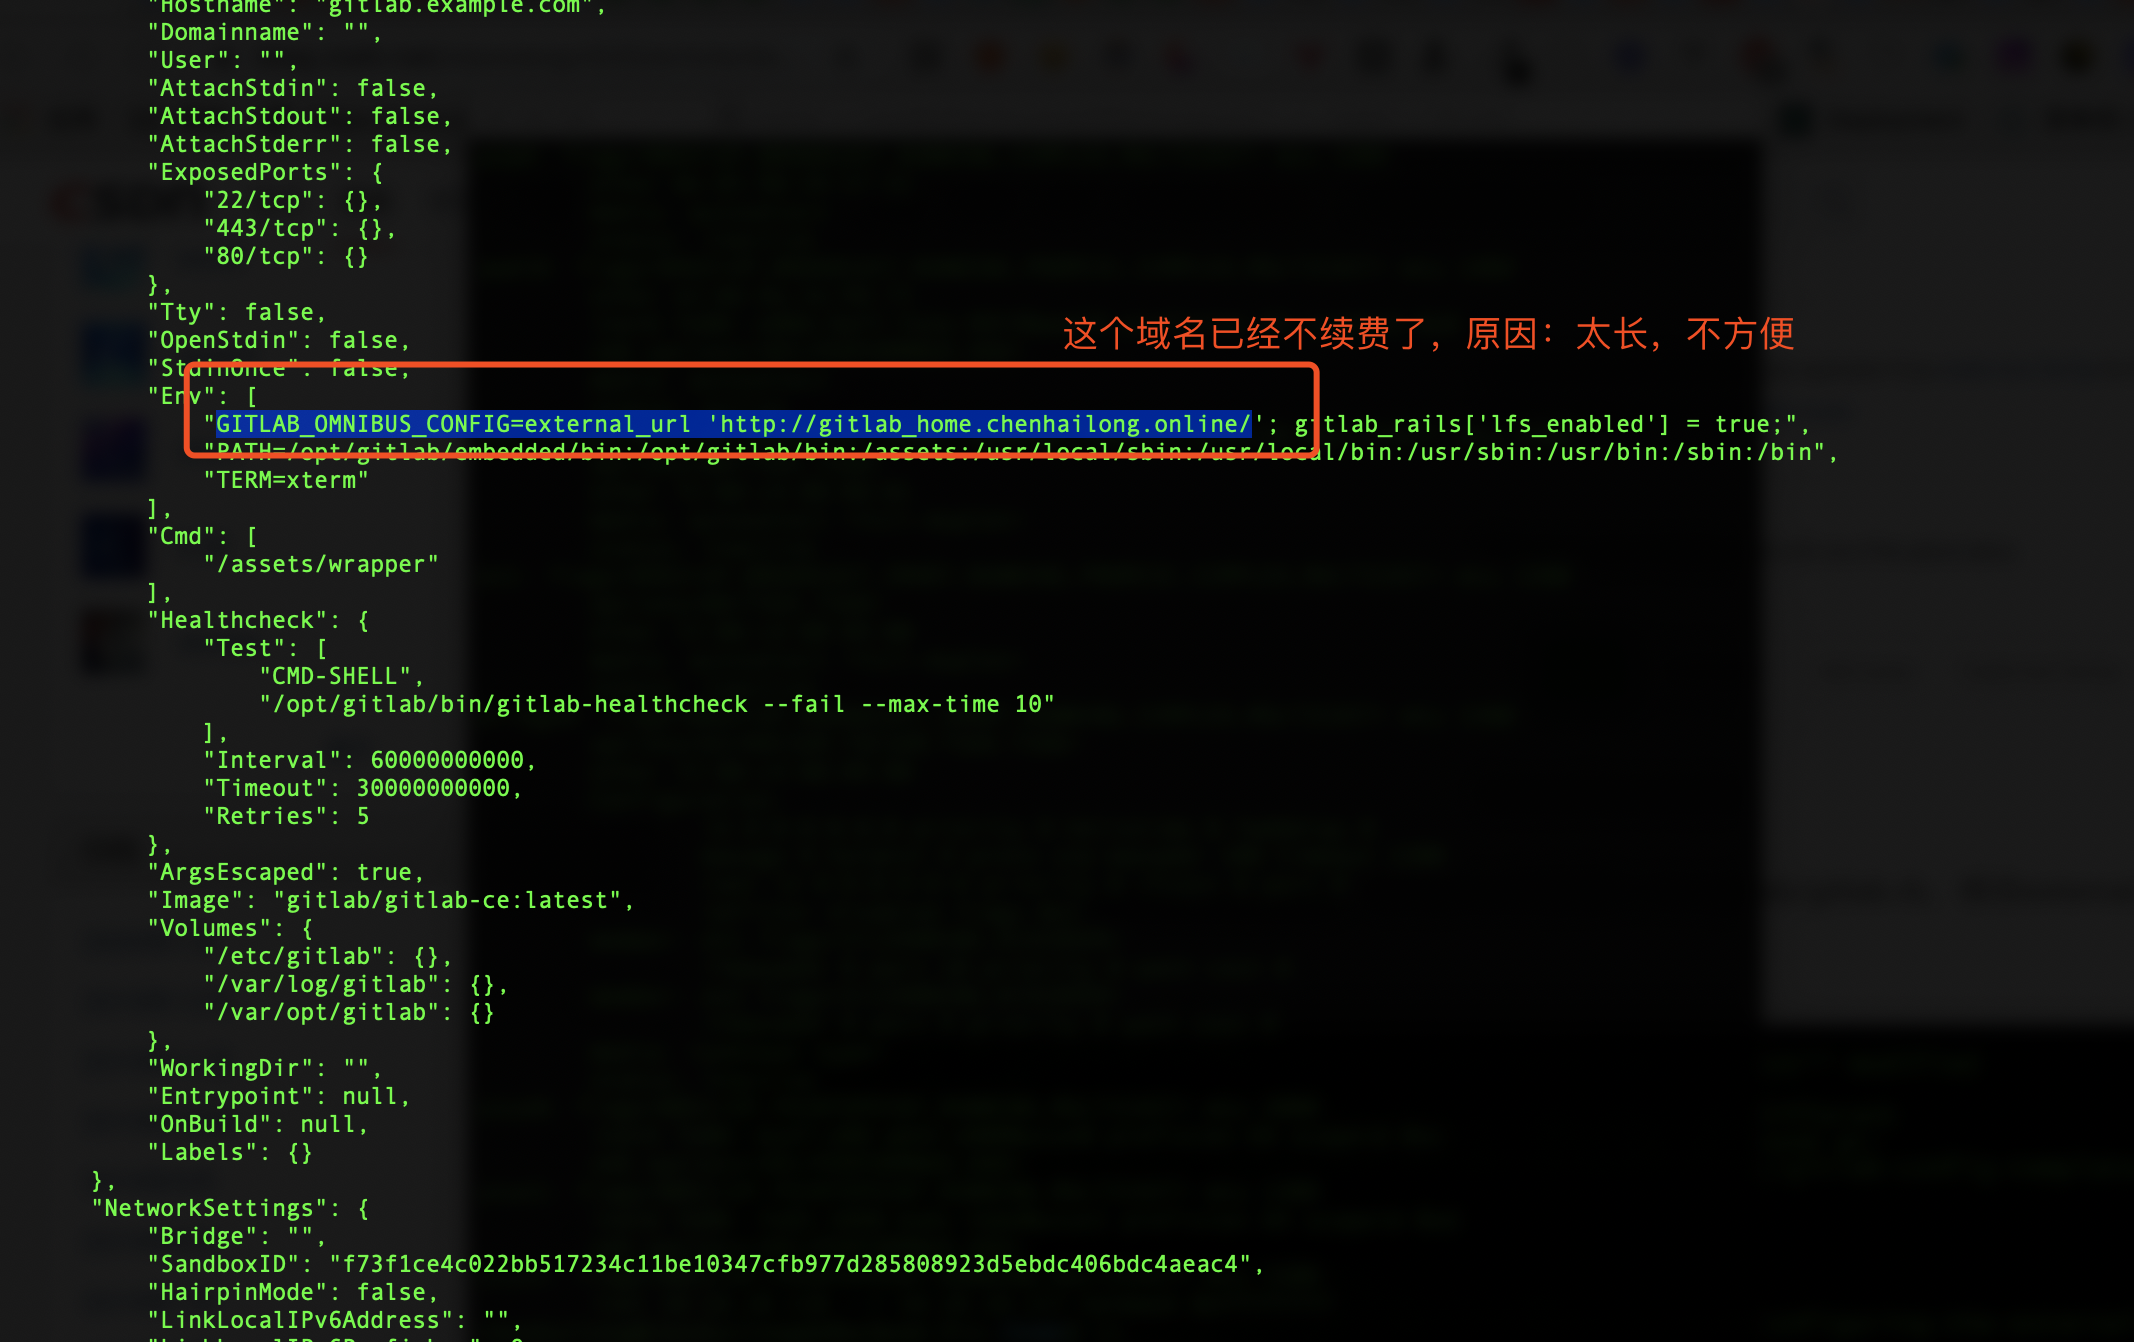 "Hostname": "gitlab.example.com",
"Domainname": "",
"User": "",
"AttachStdin": false,
"AttachStdout": false,
"AttachStderr": false,
"ExposedPorts": {
"22/tcp": {},
"443/tcp": {},
"80/tcp": {}
},
"Tty": false,
"OpenStdin": false,
这个域名已经不续费了，原因：太长，不方便
"StdinOnce": false,
"Env": [
"GITLAB_OMNIBUS_CONFIG=external_url 'http://gitlab_home.chenhailong.online/'; gitlab_rails['lfs_enabled'] = true;",
"PATH=/opt/gitlab/embedded/bin:/opt/gitlab/bin:/assets:/usr/local/sbin:/usr/local/bin:/usr/sbin:/usr/bin:/sbin:/bin",
"TERM=xterm"
],
"Cmd": [
"/assets/wrapper"
],
"Healthcheck": {
"Test": [
"CMD-SHELL",
"/opt/gitlab/bin/gitlab-healthcheck --fail --max-time 10"
],
"Interval": 60000000000,
"Timeout": 30000000000,
"Retries": 5
},
"ArgsEscaped": true,
"Image": "gitlab/gitlab-ce:latest",
"Volumes": {
"/etc/gitlab": {},
"/var/log/gitlab": {},
"/var/opt/gitlab": {}
},
"WorkingDir": "",
"Entrypoint": null,
"OnBuild": null,
"Labels": {}
},
"NetworkSettings": {
"Bridge": "",
"SandboxID": "f73f1ce4c022bb517234c11be10347cfb977d285808923d5ebdc406bdc4aeac4",
"HairpinMode": false,
"LinkLocalIPv6Address": "",